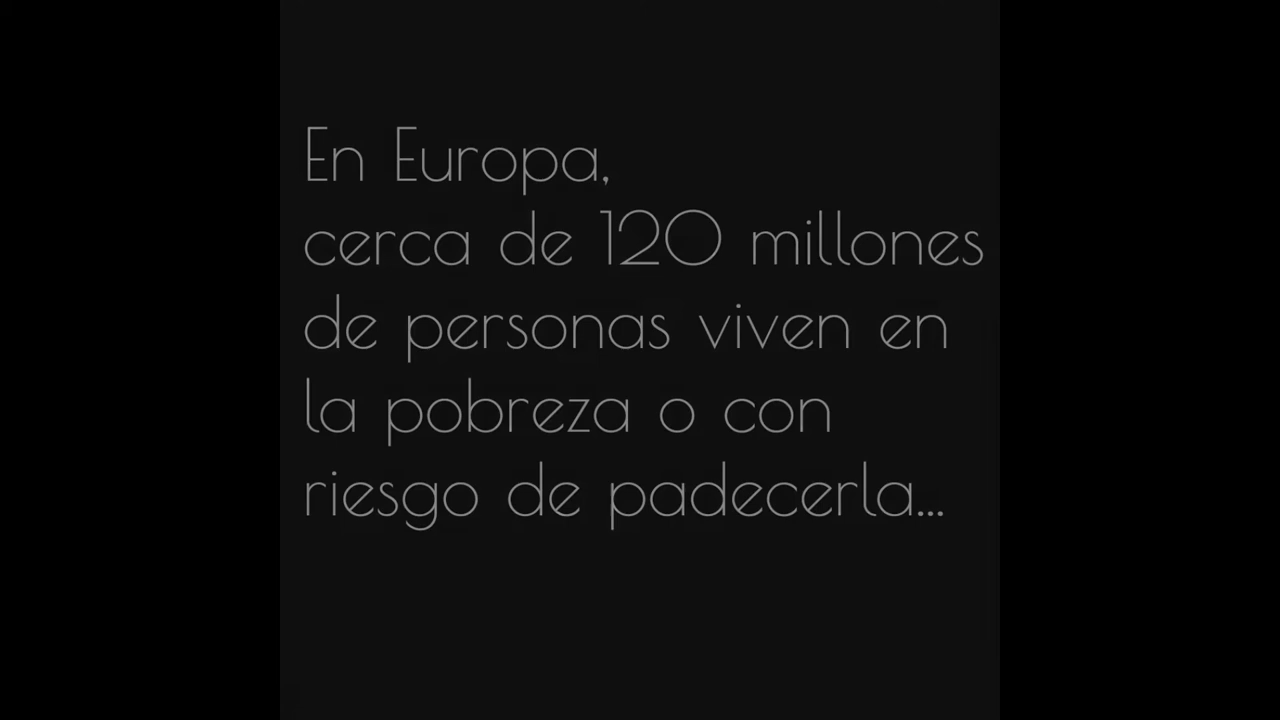 En Europa,
cerca de 120 millones
de personas viven en
la pobreza o con
riesgo de padecerla...